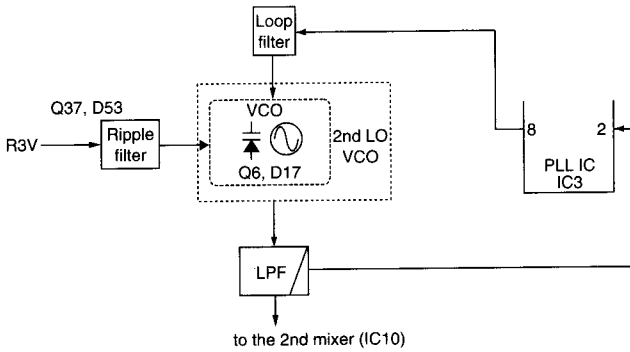 Loop
filter
Q37, D53
R3V
Ripple
filter
VCO
Q6, D17
2nd LO
VCO
8
2
PLL IC
IC3
LPF
to the 2nd mixer (IC10)